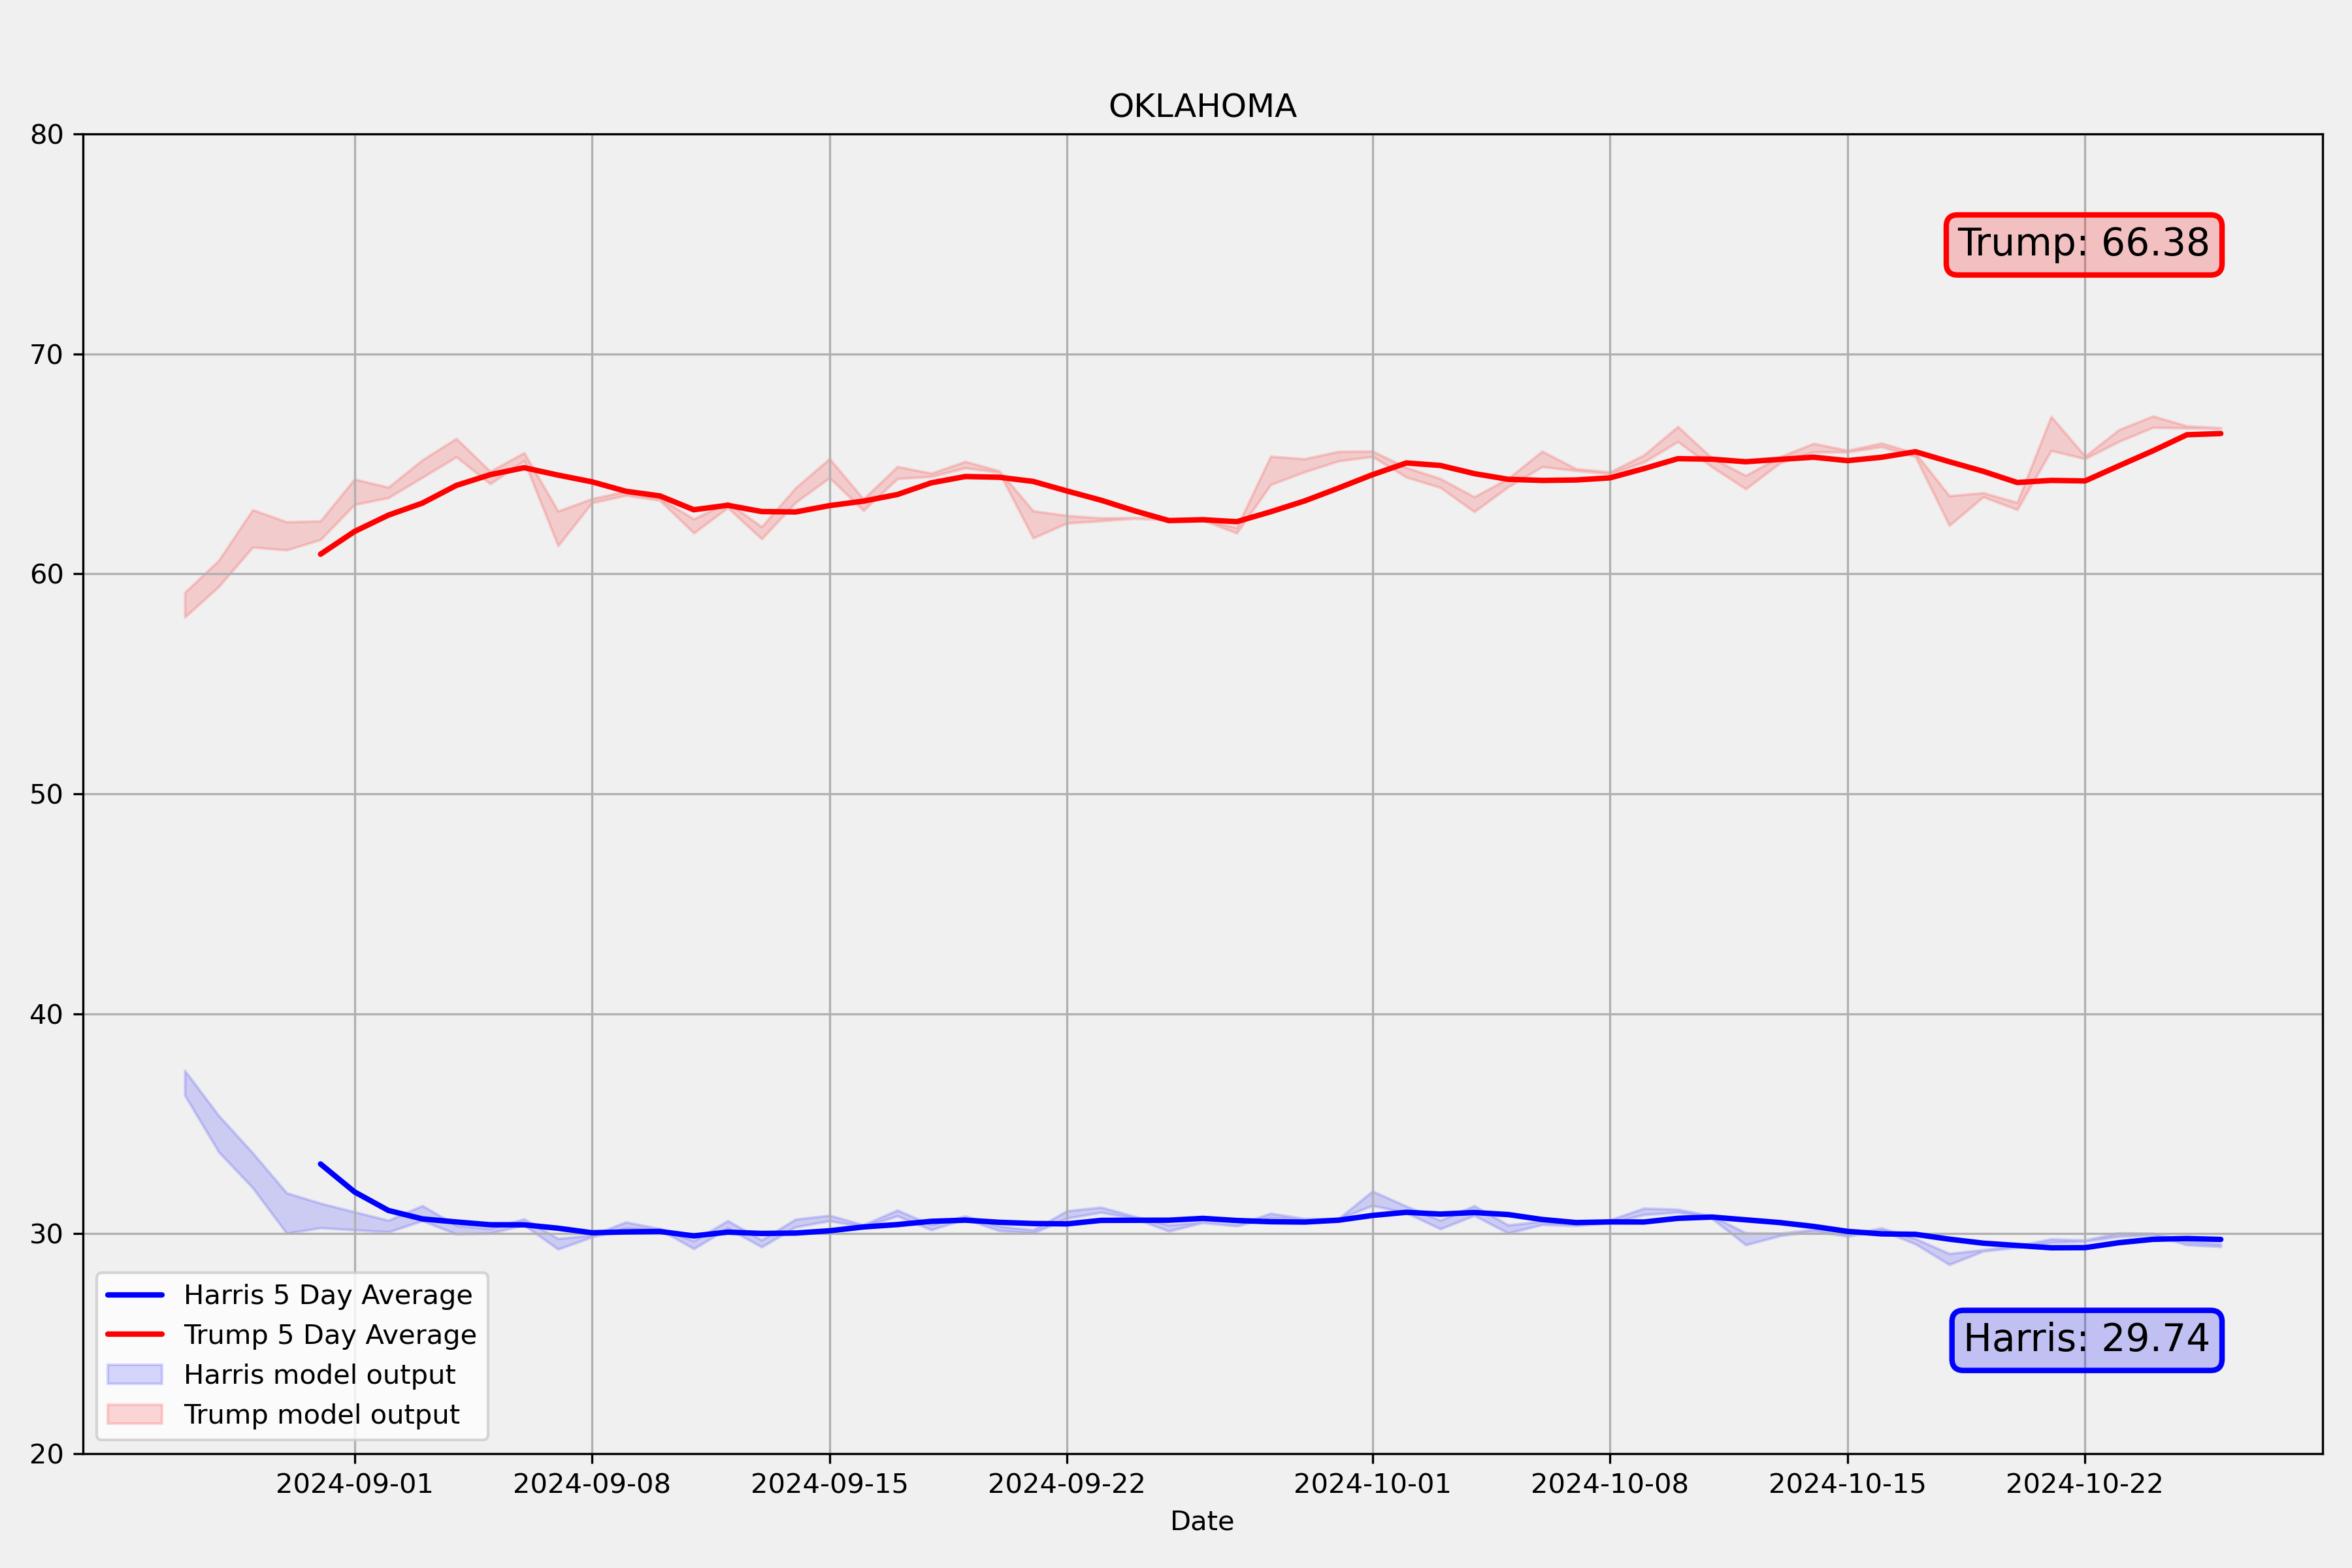 OKLAHOMA
80
70
60
50
40
30
20
Trump: 66.38
Harris: 29.74
Harris 5 Day Average
Trump 5 Day Average
Harris model output
Trump model output
2024-09-01 2024-09-08 2024-09-15 2024-09-22 2024-10-01 2024-10-08 2024-10-15 2024-10-22
Date